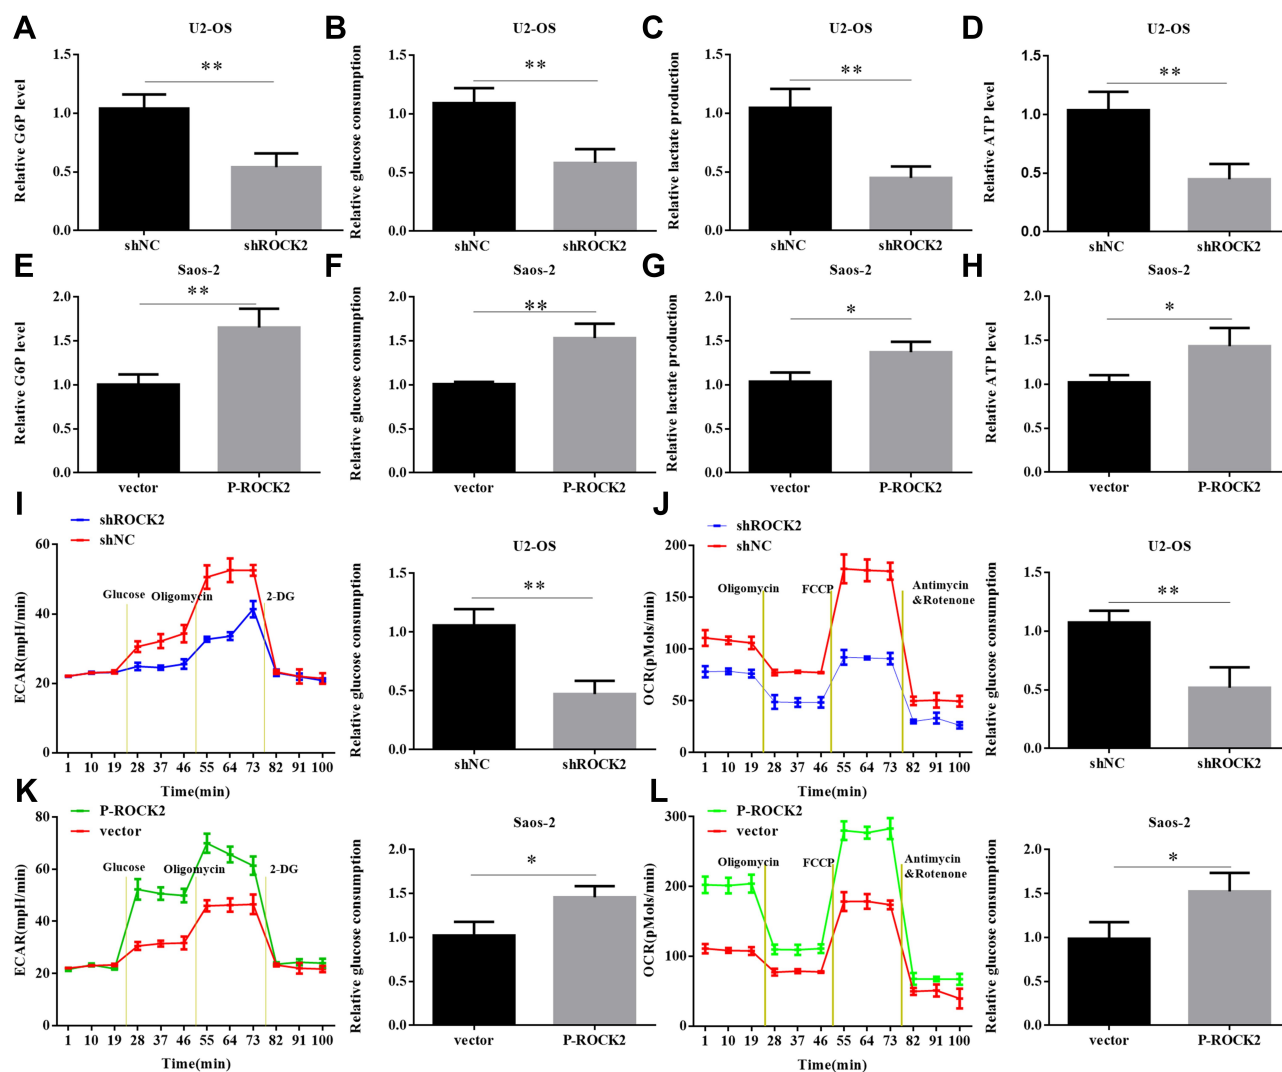 A
U2-OS
Relative G6P level
1.5
1.0
0.5
0.0
**
shNC
shROCK2
B
U2-OS
Relative glucose consumption
1.5
1.0
0.5
0.0
**
shNC
shROCK2
C
U2-OS
Relative lactate production
1.5
1.0
0.5
0.0
**
shNC
shROCK2
D
U2-OS
Relative ATP level
1.5
1.0
0.5
0.0
**
shNC
shROCK2
E
Saos-2
Relative G6P level
2.0
1.5
1.0
0.5
0.0
**
vector
P-ROCK2
F
Relative glucose consumption
2.0
1.5
1.0
0.5
0.0
**
vector
P-ROCK2
G
Saos-2
Relative lactate production
2.0
1.5
1.0
0.5
0.0
*
vector
P-ROCK2
H
Relative ATP level
2.0
1.5
1.0
0.5
0.0
*
vector
P-ROCK2
I
shROCK2
shNC
ECAR(mpH/min)
60
40
20
0
Glucose
Oligomycin
2-DG
1 10 19 28 37 46 55 64 73 82 91 100
Time(min)
U2-OS
Relative glucose consumption
1.5
1.0
0.5
0.0
**
shNC
shROCK2
J
shROCK2
shNC
OCR(pMols/min)
200
150
100
50
0
Oligomycin
FCCP
Antimycin
&Rotenone
1 10 19 28 37 46 55 64 73 82 91 100
Time(min)
U2-OS
Relative glucose consumption
1.5
1.0
0.5
0.0
**
shNC
shROCK2
K
P-ROCK2
vector
ECAR(mpH/min)
80
60
40
20
0
Glucose
Oligomycin
2-DG
1 10 19 28 37 46 55 64 73 82 91 100
Time(min)
Saos-2
Relative glucose consumption
2.0
1.5
1.0
0.5
0.0
*
vector
P-ROCK2
L
P-ROCK2
vector
OCR(pMols/min)
300
200
100
0
Oligomycin
FCCP
Antimycin
&Rotenone
1 10 19 28 37 46 55 64 73 82 91 100
Time(min)
Saos-2
Relative glucose consumption
2.0
1.5
1.0
0.5
0.0
*
vector
P-ROCK2